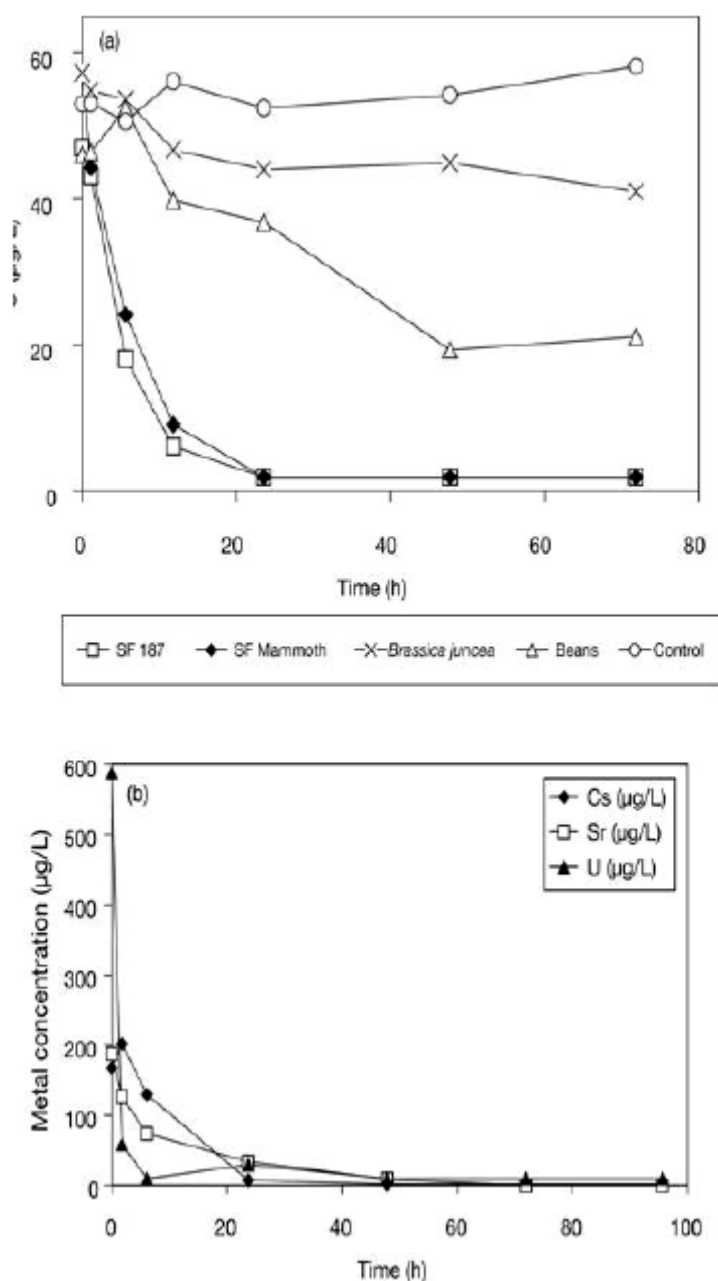 (a)
60
40
20
0
0 20 40 60 80
Time (h)
SF 187 SF Mammoth Brassica juncea Beans Control
(b)
600
500
400
300
200
100
0
Metal concentration (µg/L)
Cs (µg/L)
Sr (µg/L)
U (µg/L)
0 20 40 60 80 100
Time (h)